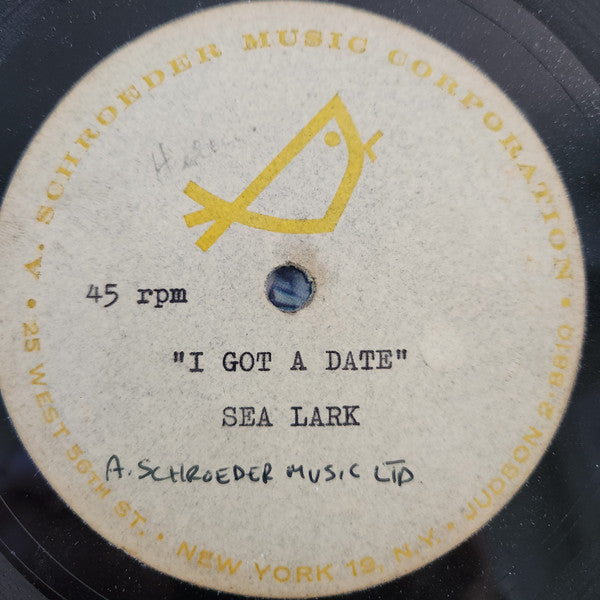 A. SCHROEDER MUSIC CORPORATION
45 rpm
"I GOT A DATE"
SEA LARK
A. SCHROEDER MUSIC LTD.
• 25 WEST 56TH ST. • NEW YORK 19, N.Y. • JUDSON 2-8810 •